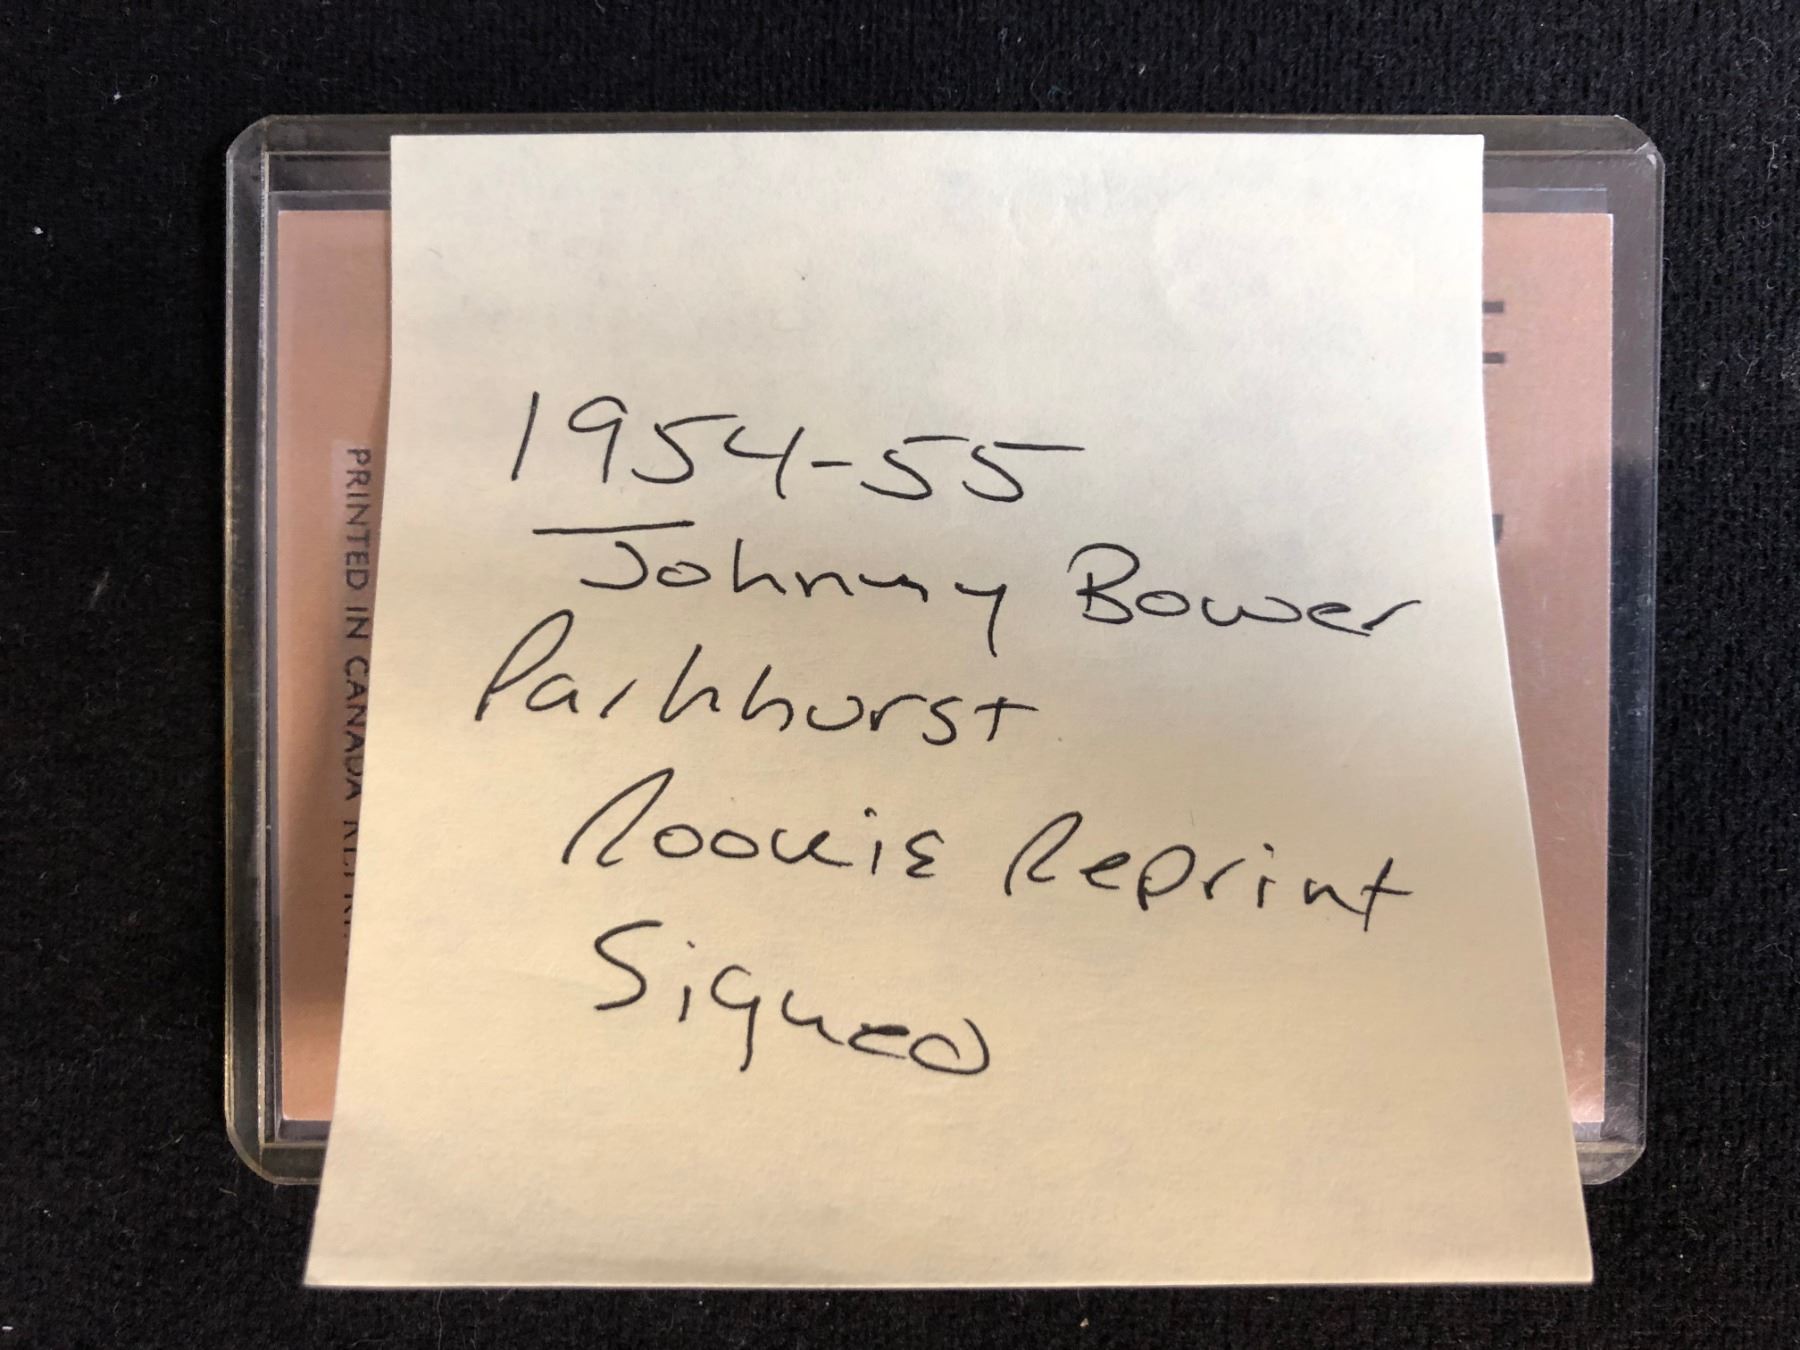 1954-55
Johnny Bower
Parkhurst
Rookie Reprint
Signed
PRINTED IN CANADA